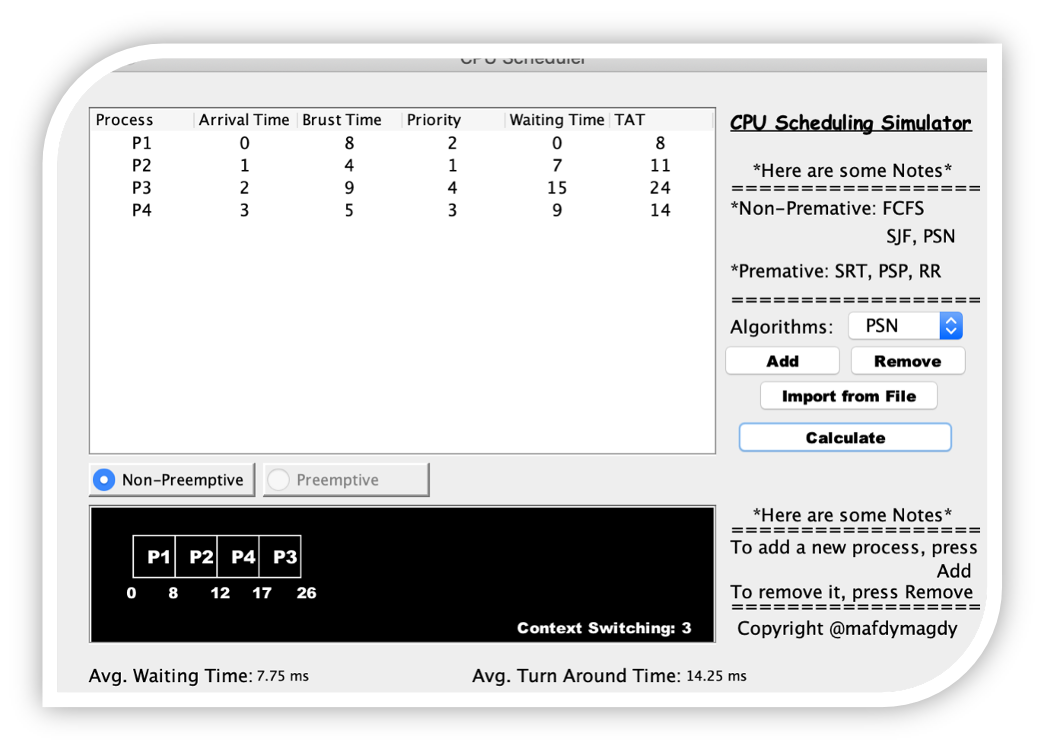 CPU Scheduler
Process Arrival Time Brust Time Priority Waiting Time TAT
P1 0 8 2 0 8
P2 1 4 1 7 11
P3 2 9 4 15 24
P4 3 5 3 9 14
CPU Scheduling Simulator
*Here are some Notes*
===================
*Non-Premative: FCFS
SJF, PSN
*Premative: SRT, PSP, RR
===================
Algorithms: PSN
Add Remove
Import from File
Calculate
Non-Preemptive Preemptive
P1 P2 P4 P3
0 8 12 17 26
Context Switching: 3
*Here are some Notes*
===================
To add a new process, press
Add
To remove it, press Remove
===================
Copyright @mafdymagdy
Avg. Waiting Time: 7.75 ms Avg. Turn Around Time: 14.25 ms